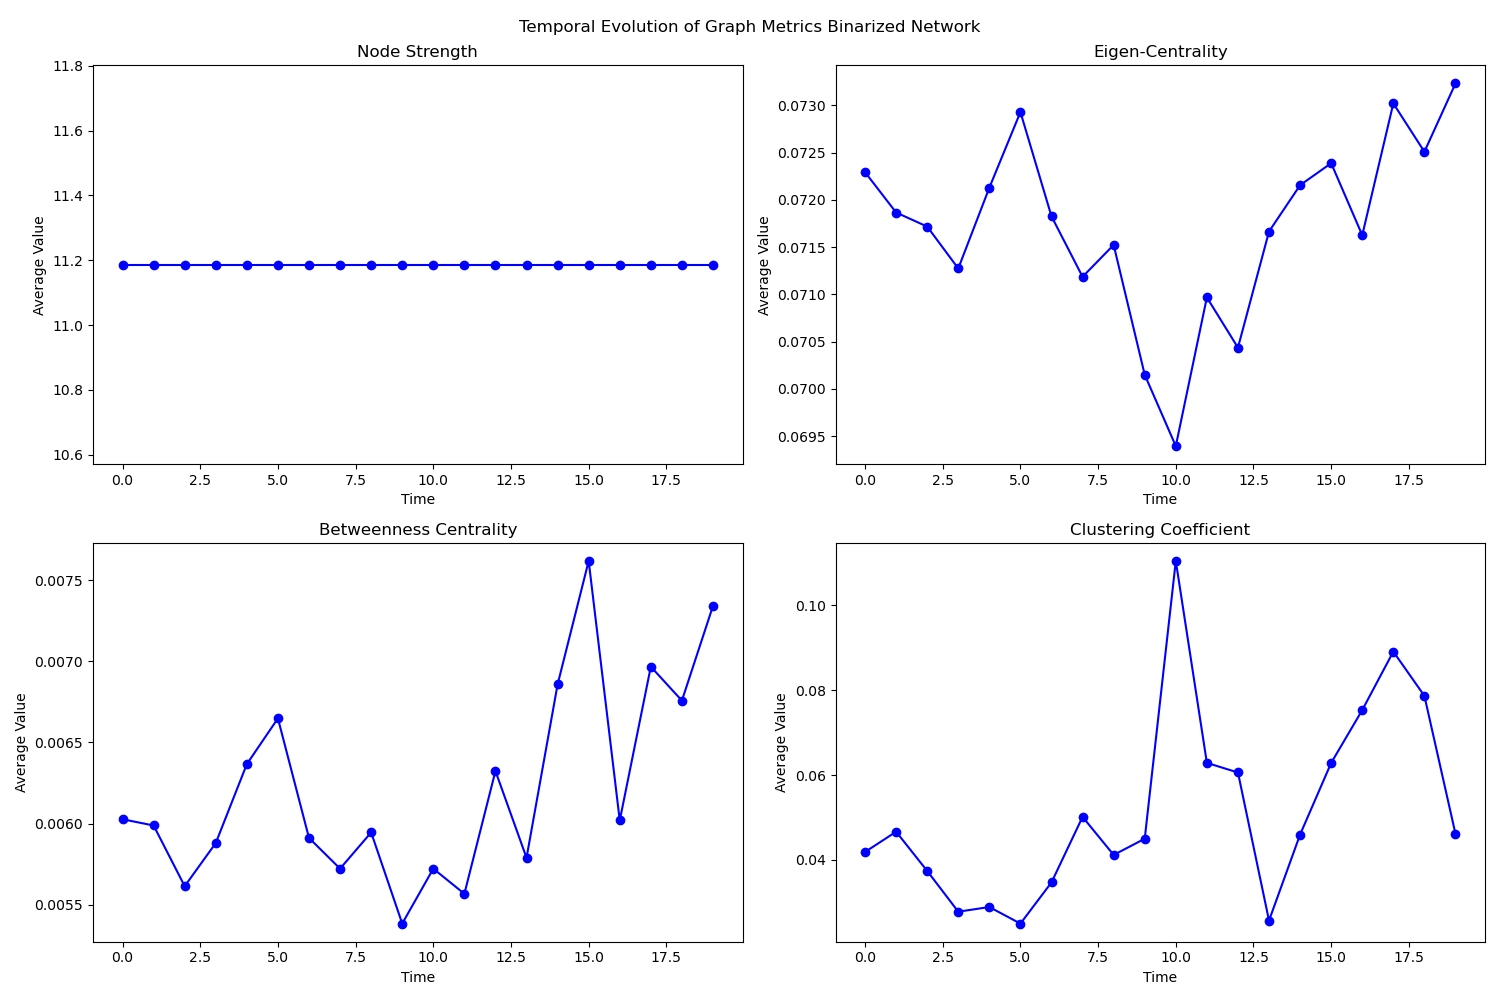 Temporal Evolution of Graph Metrics Binarized Network
Node Strength
11.8
11.6
11.4
11.2
11.0
10.8
10.6
Average Value
0.0 2.5 5.0 7.5 10.0 12.5 15.0 17.5
Time
Eigen-Centrality
0.0730
0.0725
0.0720
0.0715
0.0710
0.0705
0.0700
0.0695
Average Value
0.0 2.5 5.0 7.5 10.0 12.5 15.0 17.5
Time
Betweenness Centrality
0.0075
0.0070
0.0065
0.0060
0.0055
Average Value
0.0 2.5 5.0 7.5 10.0 12.5 15.0 17.5
Time
Clustering Coefficient
0.10
0.08
0.06
0.04
Average Value
0.0 2.5 5.0 7.5 10.0 12.5 15.0 17.5
Time